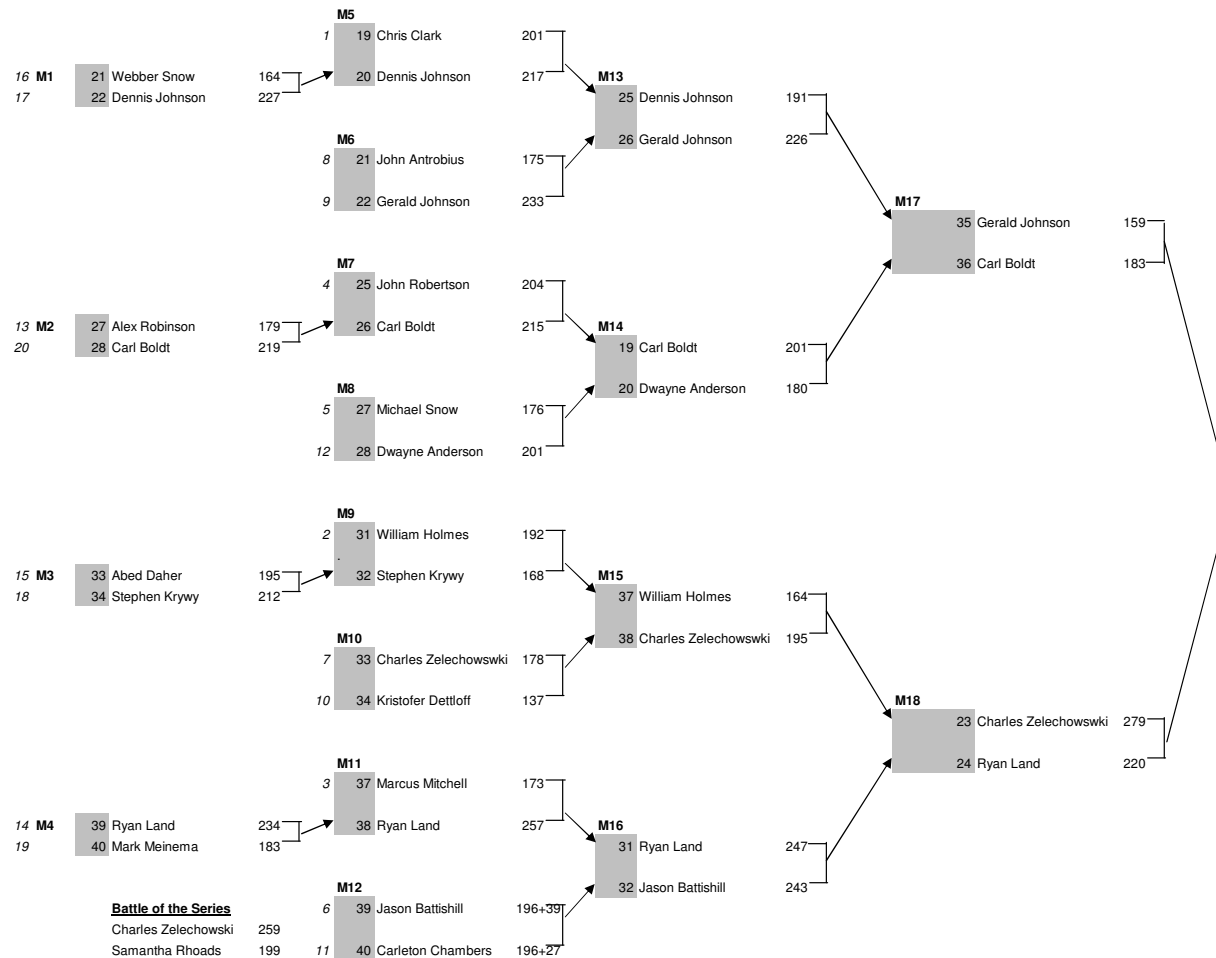 M5
1 19 Chris Clark 201
16 M1 21 Webber Snow 164
20 Dennis Johnson 217
17 22 Dennis Johnson 227
M13
25 Dennis Johnson 191
26 Gerald Johnson 226
M6
8 21 John Antrobius 175
9 22 Gerald Johnson 233
M17
35 Gerald Johnson 159
36 Carl Boldt 183
M7
4 25 John Robertson 204
13 M2 27 Alex Robinson 179
26 Carl Boldt 215
20 28 Carl Boldt 219
M14
19 Carl Boldt 201
20 Dwayne Anderson 180
M8
5 27 Michael Snow 176
12 28 Dwayne Anderson 201
M9
2 31 William Holmes 192
.
15 M3 33 Abed Daher 195
32 Stephen Krywy 168
18 34 Stephen Krywy 212
M15
37 William Holmes 164
38 Charles Zelechowswki 195
M10
7 33 Charles Zelechowswki 178
10 34 Kristofer Dettloff 137
M18
23 Charles Zelechowswki 279
24 Ryan Land 220
M11
3 37 Marcus Mitchell 173
14 M4 39 Ryan Land 234
38 Ryan Land 257
19 40 Mark Meinema 183
M16
31 Ryan Land 247
32 Jason Battishill 243
M12
6 39 Jason Battishill 196+39
11 40 Carleton Chambers 196+27
Battle of the Series
Charles Zelechowski 259
Samantha Rhoads 199